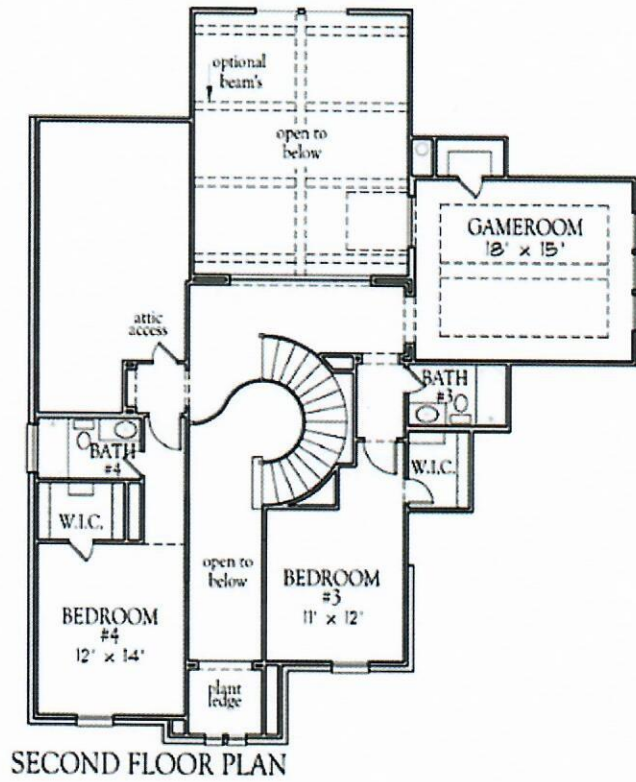 optional
beam's
open to
below
GAMEROOM
18' x 15'
attic
access
BATH
#3
BATH
#4
W.I.C.
W.I.C.
open to
below
BEDROOM
#3
11' x 12'
BEDROOM
#4
12' x 14'
plant
ledge
SECOND FLOOR PLAN